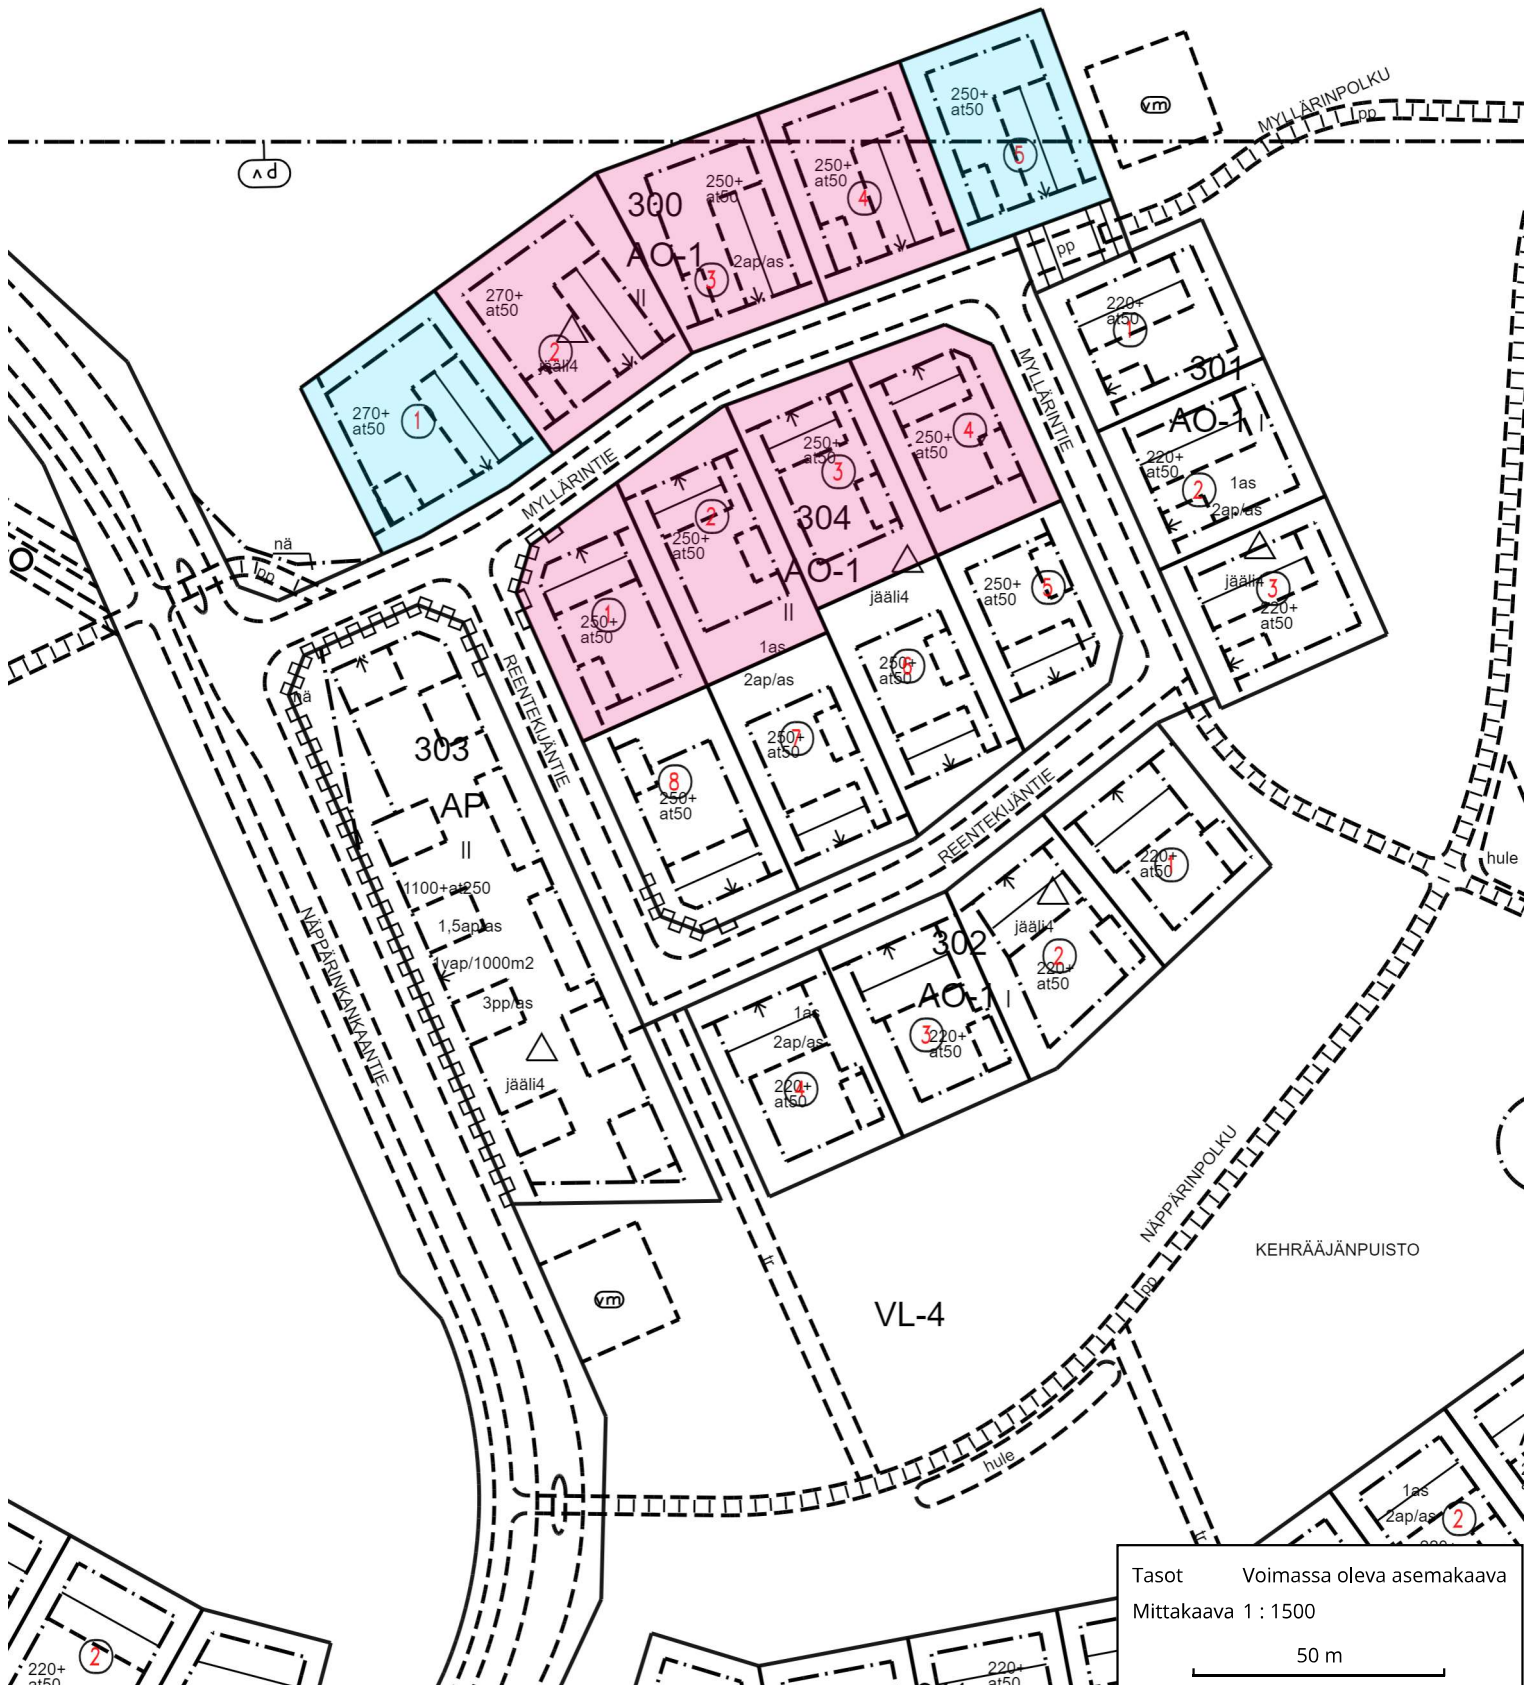 250+
at50
5
vm
MYLLÄRINPOLKU
pp
pv
250+
at50
4
300
250+
at50
AO-1
2ap/as
3
II
270+
at50
2
jääli4
270+
at50
1
pp
220+
at50
1
301
AO-1 I
220+
at50
2
1as
2ap/as
jääli4
3
220+
at50
MYLLÄRINTIE
MYLLÄRINTIE
250+
at50
4
250+
at50
3
304
AO-1
II
2
250+
at50
1
250+
at50
1as
2ap/as
jääli4
250+
at50
5
250+
at50
6
250+
at50
7
8
250+
at50
nä
pp
nä
303
AP
II
1100+at250
1,5ap/as
1vap/1000m2
3pp/as
jääli4
REENTEKIJÄNTIE
REENTEKIJÄNTIE
NÄPPÄRINKANKAANTIE
220+
at50
1
302
AO-1 I
jääli4
2
220+
at50
3
220+
at50
1as
2ap/as
220+
at50
4
hule
NÄPPÄRINPOLKU
pp
KEHRÄÄJÄNPUISTO
VL-4
vm
hule
1as
2ap/as
2
2
220+
at50
220+
at50
Tasot Voimassa oleva asemakaava
Mittakaava 1 : 1500
50 m